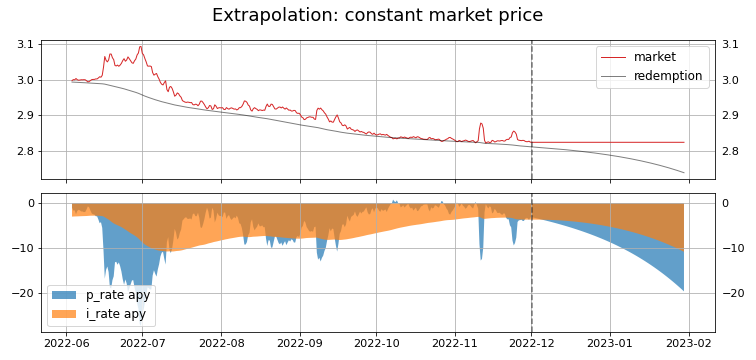 Extrapolation: constant market price
3.1
3.0
2.9
2.8
3.1
3.0
2.9
2.8
market
redemption
0
−10
−20
0
−10
−20
p_rate apy
i_rate apy
2022-06 2022-07 2022-08 2022-09 2022-10 2022-11 2022-12 2023-01 2023-02